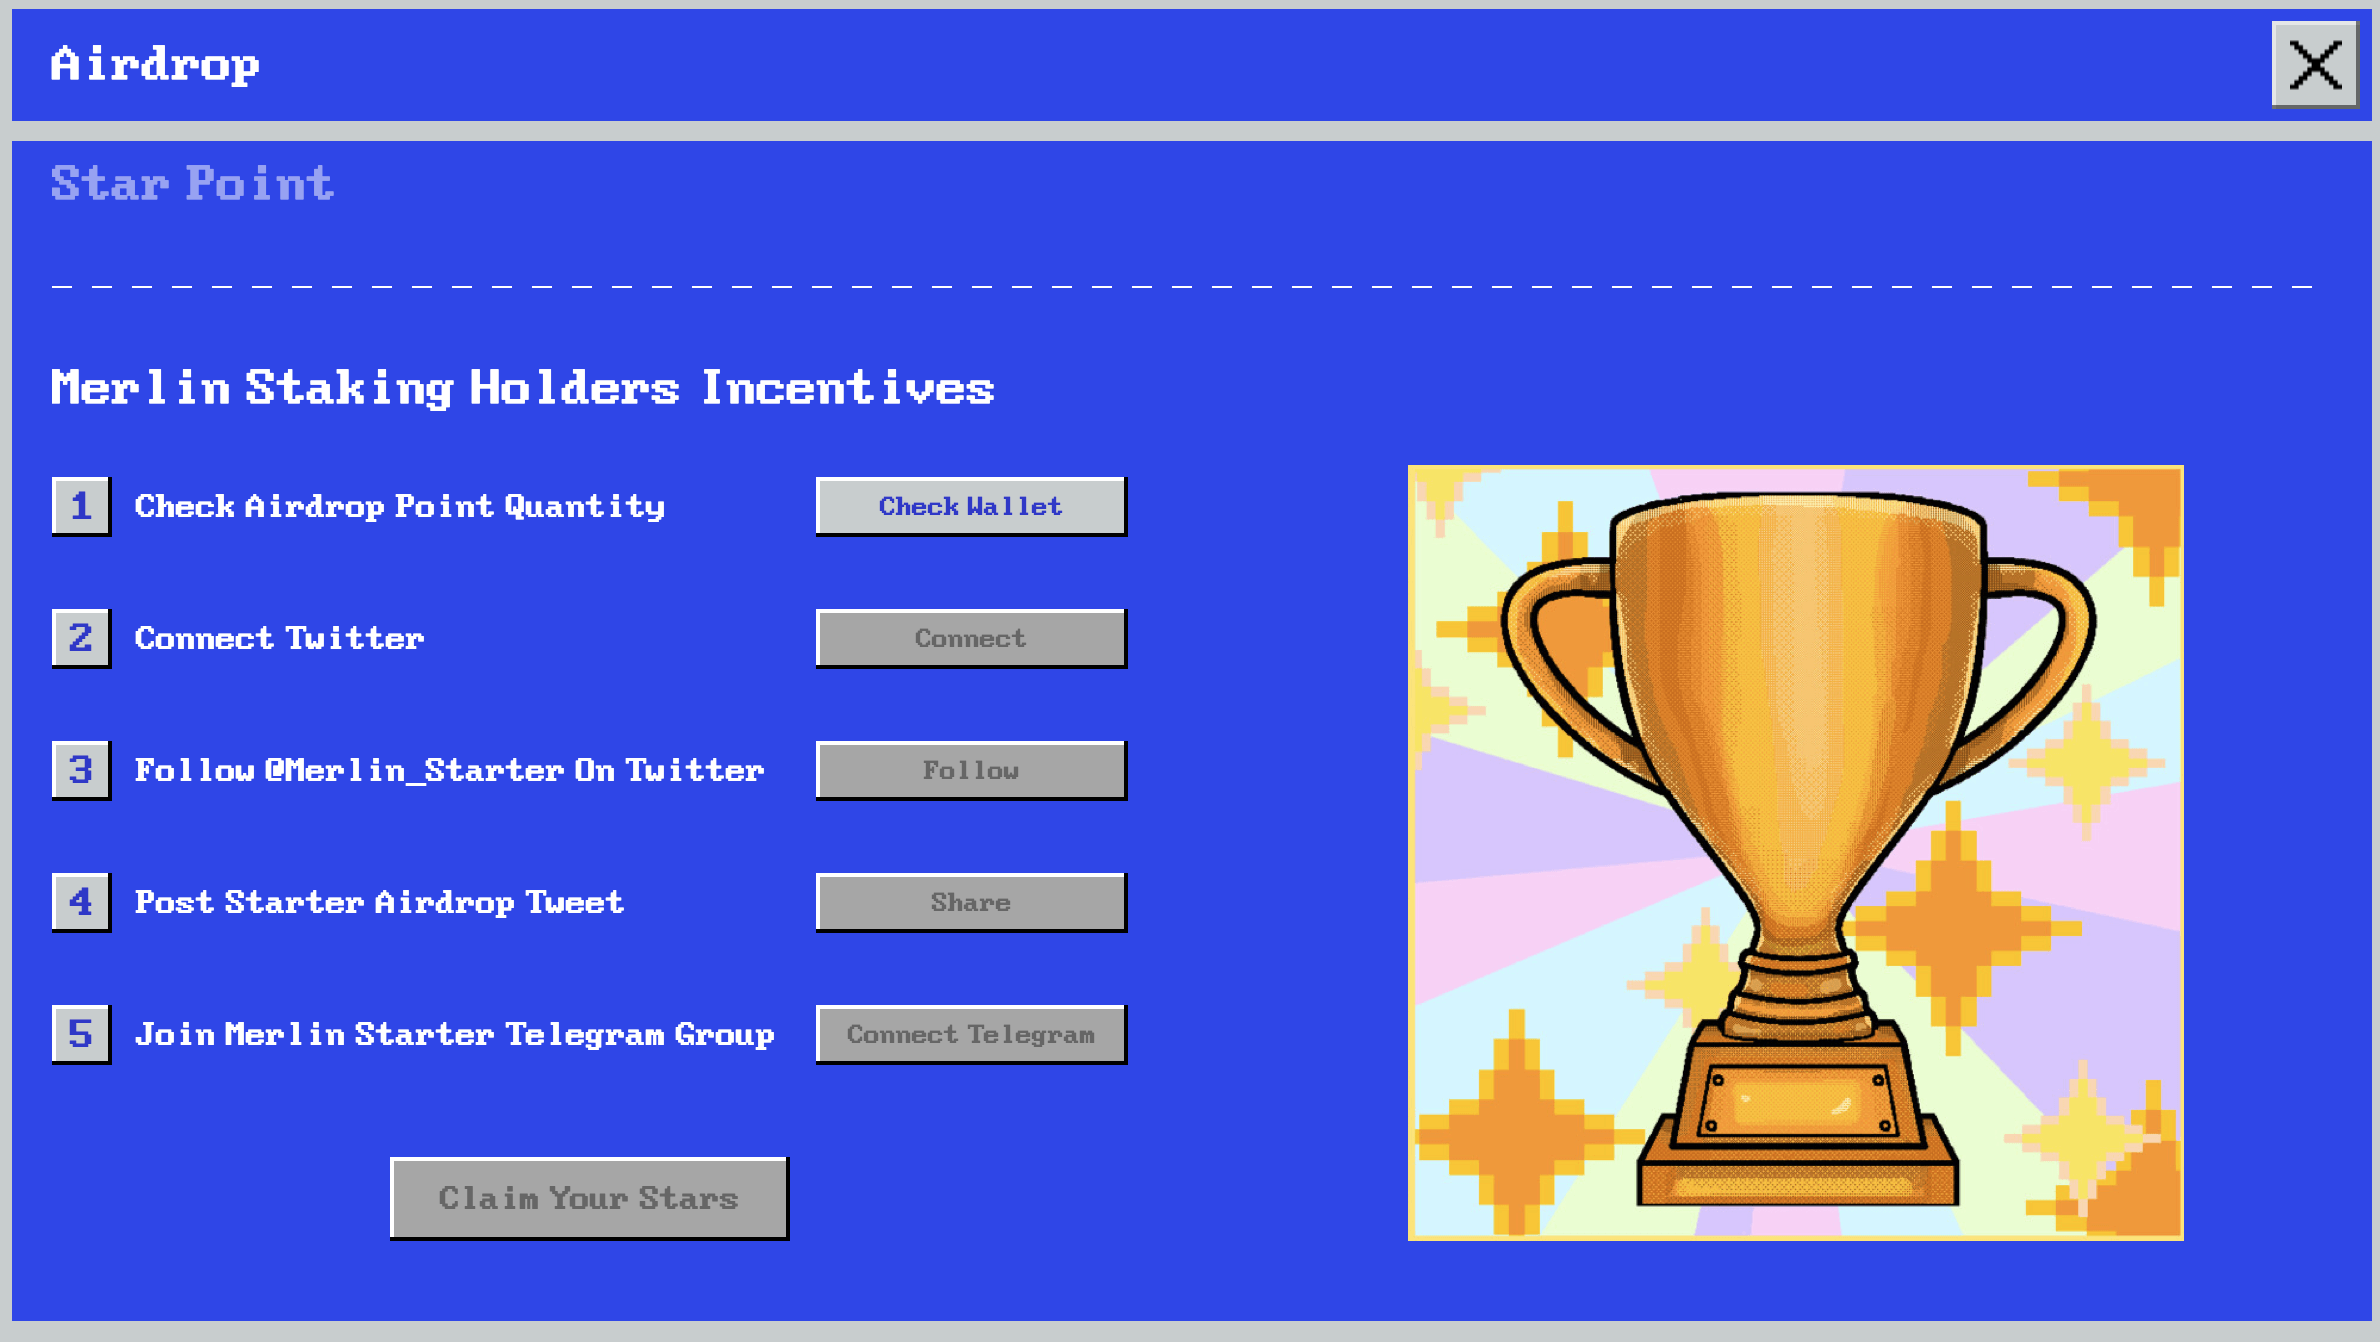 Airdrop
Star Point
Merlin Staking Holders Incentives
1 Check Airdrop Point Quantity Check Wallet
2 Connect Twitter Connect
3 Follow @Merlin_Starter On Twitter Follow
4 Post Starter Airdrop Tweet Share
5 Join Merlin Starter Telegram Group Connect Telegram
Claim Your Stars